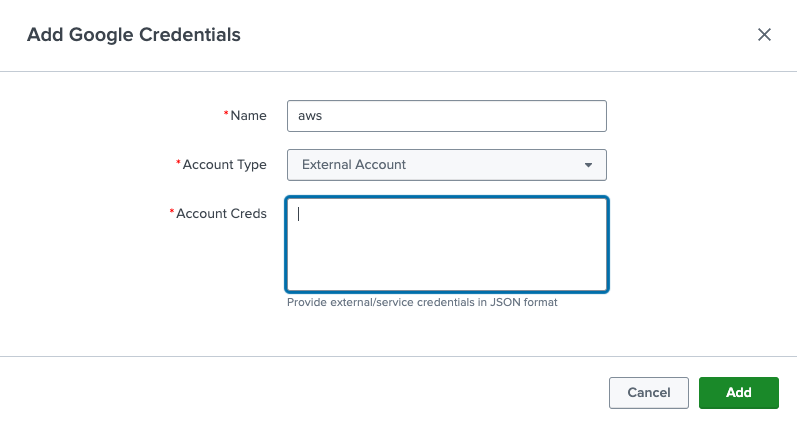 Add Google Credentials
*Name
aws
*Account Type
External Account
*Account Creds
Provide external/service credentials in JSON format
Cancel
Add